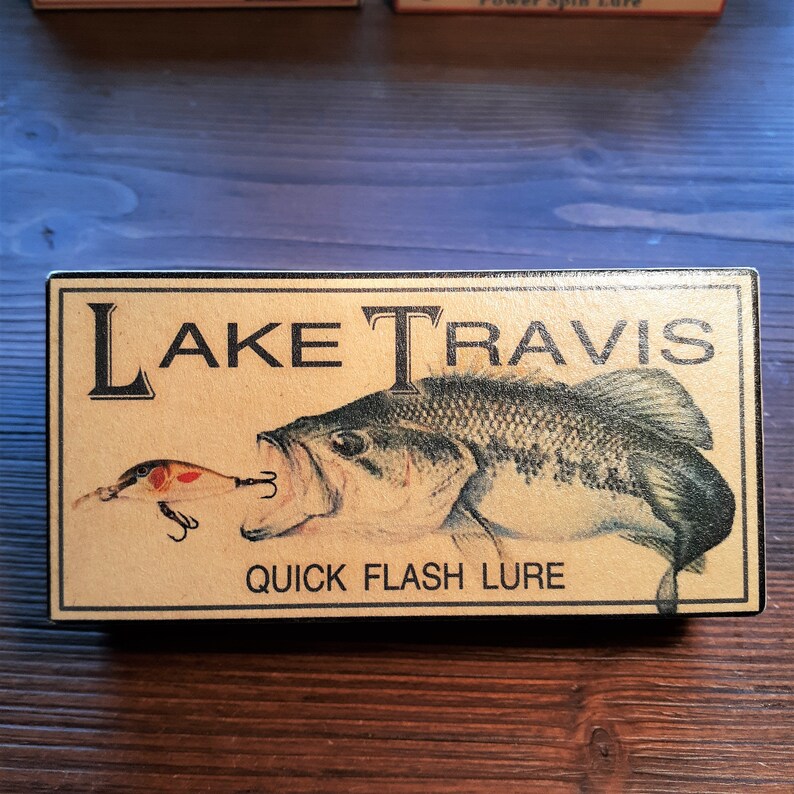 Power Spin Lure
LAKE TRAVIS
QUICK FLASH LURE